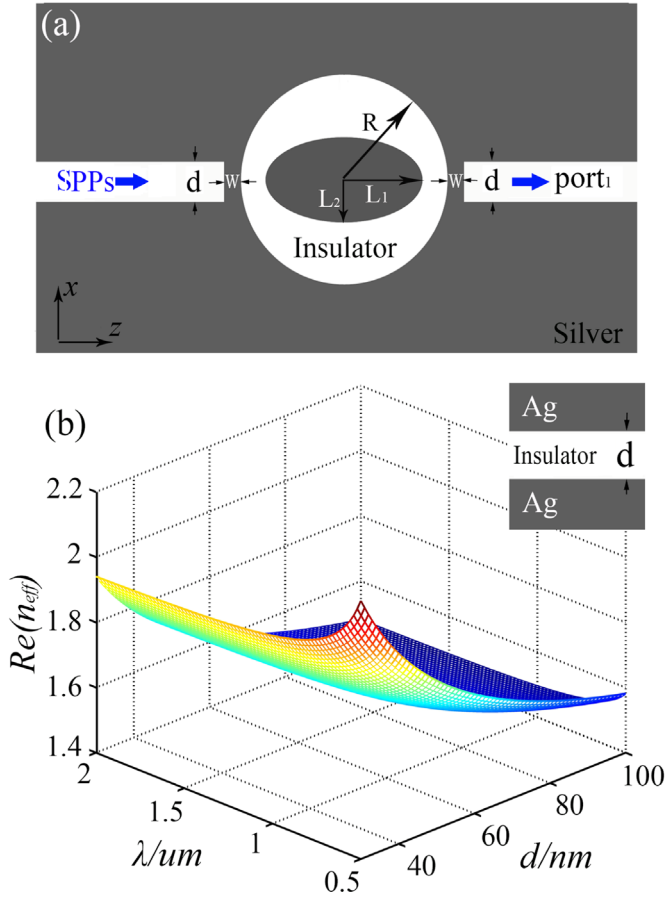 (a)
R
SPPs
d
W
L2
L1
W
d
port1
Insulator
x
z
Silver
(b)
Ag
Insulator
d
Ag
2.2
2
1.8
1.6
1.4
Re(neff)
2
1.5
1
0.5
λ/um
40
60
80
100
d/nm